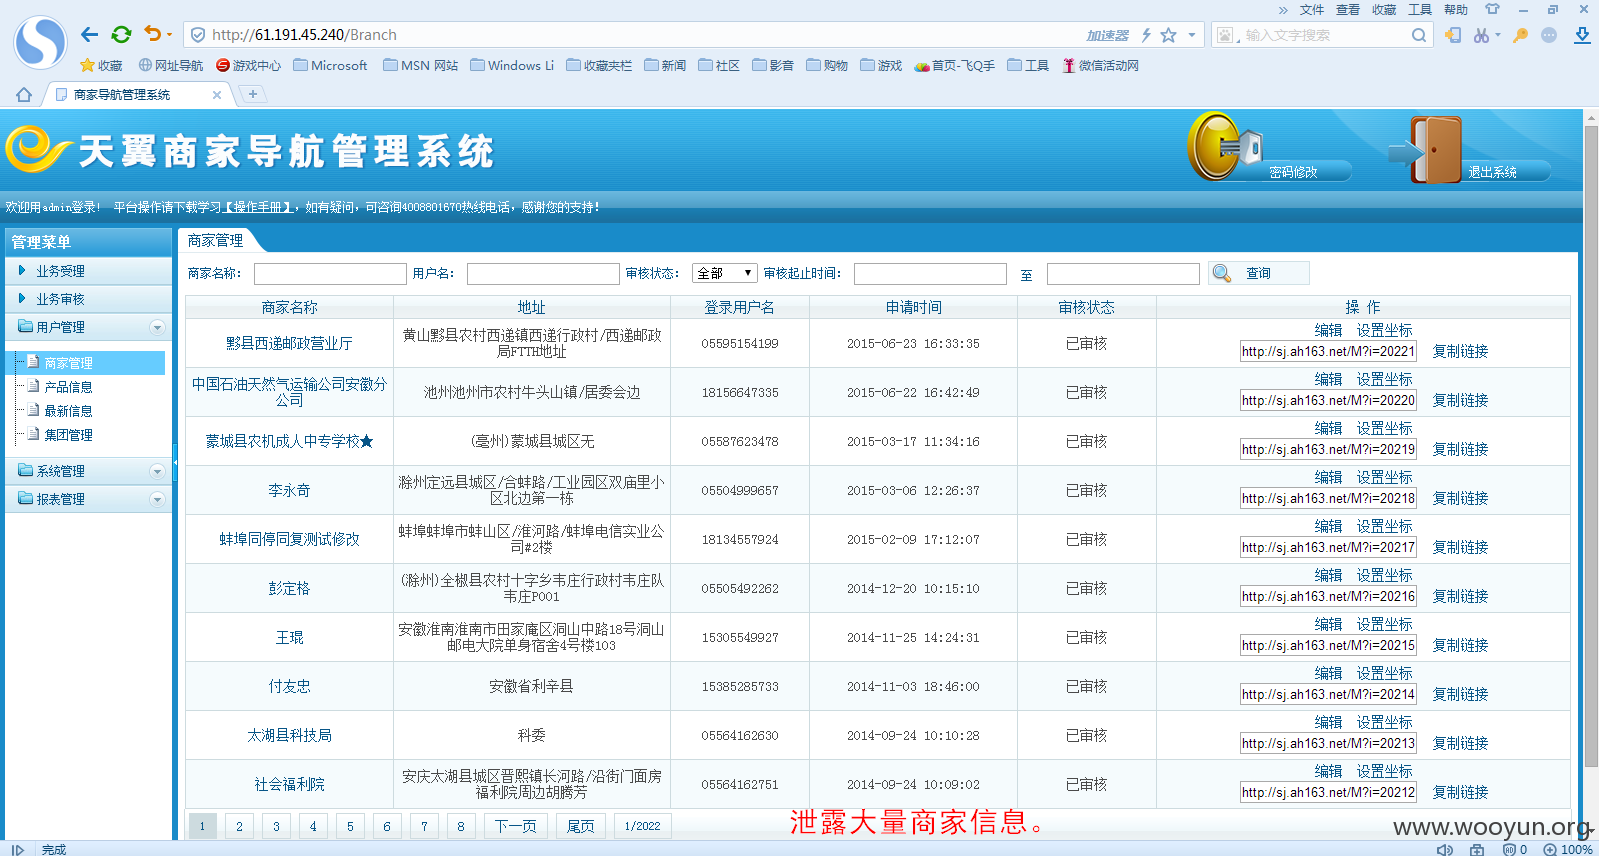 » 文件 查看 收藏 工具 帮助
http://61.191.45.240/Branch 加速器 输入文字搜索
收藏 网址导航 游戏中心 Microsoft MSN 网站 Windows Li 收藏夹栏 新闻 社区 影音 购物 游戏 首页-飞Q手 工具 微信活动网
商家导航管理系统
天翼商家导航管理系统
密码修改 退出系统
欢迎用admin登录! 平台操作请下载学习【操作手册】,如有疑问,可咨询4008801670热线电话,感谢您的支持!
管理菜单
业务受理
业务审核
用户管理
商家管理
产品信息
最新信息
集团管理
系统管理
报表管理
商家管理
商家名称: 用户名: 审核状态: 全部 审核起止时间: 至 查询
商家名称 地址 登录用户名 申请时间 审核状态 操 作
黟县西递邮政营业厅 黄山黟县农村西递镇西递行政村/西递邮政局FTTH地址 05595154199 2015-06-23 16:33:35 已审核 编辑 设置坐标 http://sj.ah163.net/M?i=20221 复制链接
中国石油天然气运输公司安徽分公司 池州池州市农村牛头山镇/居委会边 18156647335 2015-06-22 16:42:49 已审核 编辑 设置坐标 http://sj.ah163.net/M?i=20220 复制链接
蒙城县农机成人中专学校★ (亳州)蒙城县城区无 05587623478 2015-03-17 11:34:16 已审核 编辑 设置坐标 http://sj.ah163.net/M?i=20219 复制链接
李永奇 滁州定远县城区/合蚌路/工业园区双庙里小区北边第一栋 05504999657 2015-03-06 12:26:37 已审核 编辑 设置坐标 http://sj.ah163.net/M?i=20218 复制链接
蚌埠同停同复测试修改 蚌埠蚌埠市蚌山区/淮河路/蚌埠电信实业公司#2楼 18134557924 2015-02-09 17:12:07 已审核 编辑 设置坐标 http://sj.ah163.net/M?i=20217 复制链接
彭定格 (滁州)全椒县农村十字乡韦庄行政村韦庄队韦庄P001 05505492262 2014-12-20 10:15:10 已审核 编辑 设置坐标 http://sj.ah163.net/M?i=20216 复制链接
王琨 安徽淮南淮南市田家庵区洞山中路18号洞山邮电大院单身宿舍4号楼103 15305549927 2014-11-25 14:24:31 已审核 编辑 设置坐标 http://sj.ah163.net/M?i=20215 复制链接
付友忠 安徽省利辛县 15385285733 2014-11-03 18:46:00 已审核 编辑 设置坐标 http://sj.ah163.net/M?i=20214 复制链接
太湖县科技局 科委 05564162630 2014-09-24 10:10:28 已审核 编辑 设置坐标 http://sj.ah163.net/M?i=20213 复制链接
社会福利院 安庆太湖县城区晋熙镇长河路/沿街门面房福利院周边胡腾芳 05564162751 2014-09-24 10:09:02 已审核 编辑 设置坐标 http://sj.ah163.net/M?i=20212 复制链接
1 2 3 4 5 6 7 8 下一页 尾页 1/2022
泄露大量商家信息。
www.wooyun.org
完成 0 100%